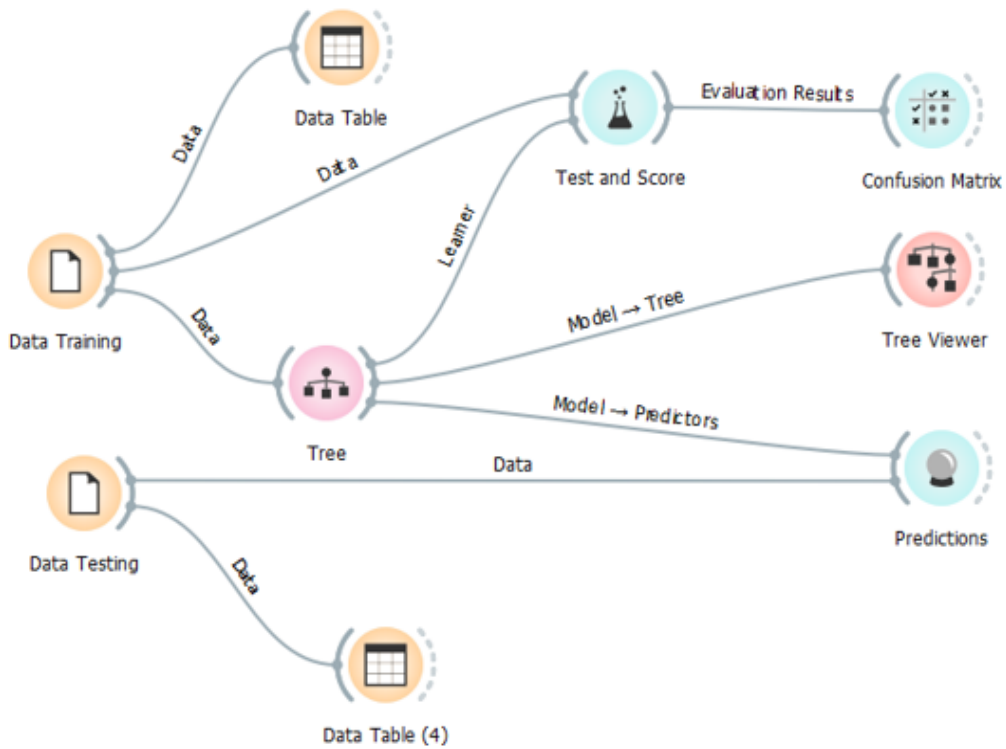 Data Table
Data
Data
Evaluation Results
Test and Score
Confusion Matrix
Learner
Data Training
Data
Model → Tree
Tree Viewer
Tree
Model → Predictors
Data
Predictions
Data Testing
Data
Data Table (4)